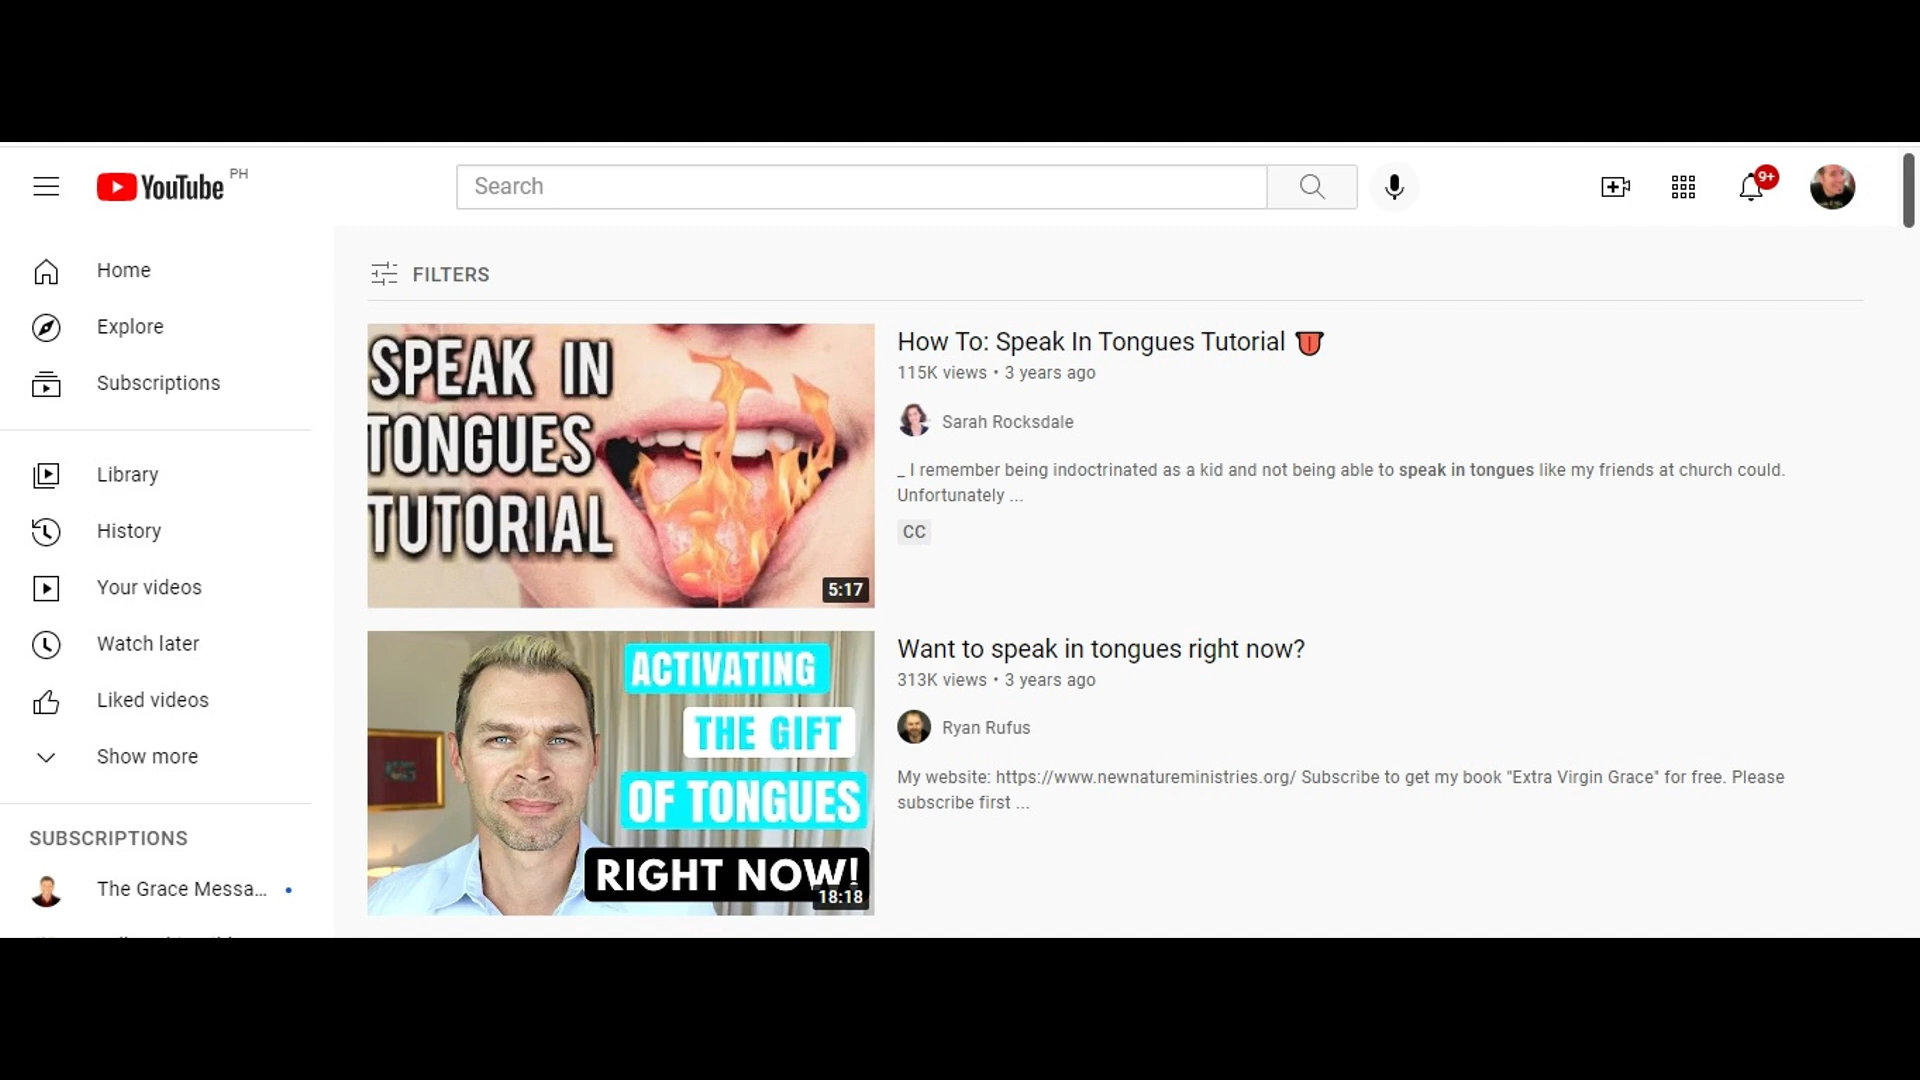 YouTube PH
Search
9+
Home
Explore
Subscriptions
Library
History
Your videos
Watch later
Liked videos
Show more
SUBSCRIPTIONS
The Grace Messa...
FILTERS
SPEAK IN
TONGUES
TUTORIAL
5:17
How To: Speak In Tongues Tutorial
115K views • 3 years ago
Sarah Rocksdale
_ I remember being indoctrinated as a kid and not being able to speak in tongues like my friends at church could.
Unfortunately ...
CC
ACTIVATING
THE GIFT
OF TONGUES
RIGHT NOW!
18:18
Want to speak in tongues right now?
313K views • 3 years ago
Ryan Rufus
My website: https://www.newnatureministries.org/ Subscribe to get my book "Extra Virgin Grace" for free. Please
subscribe first ...